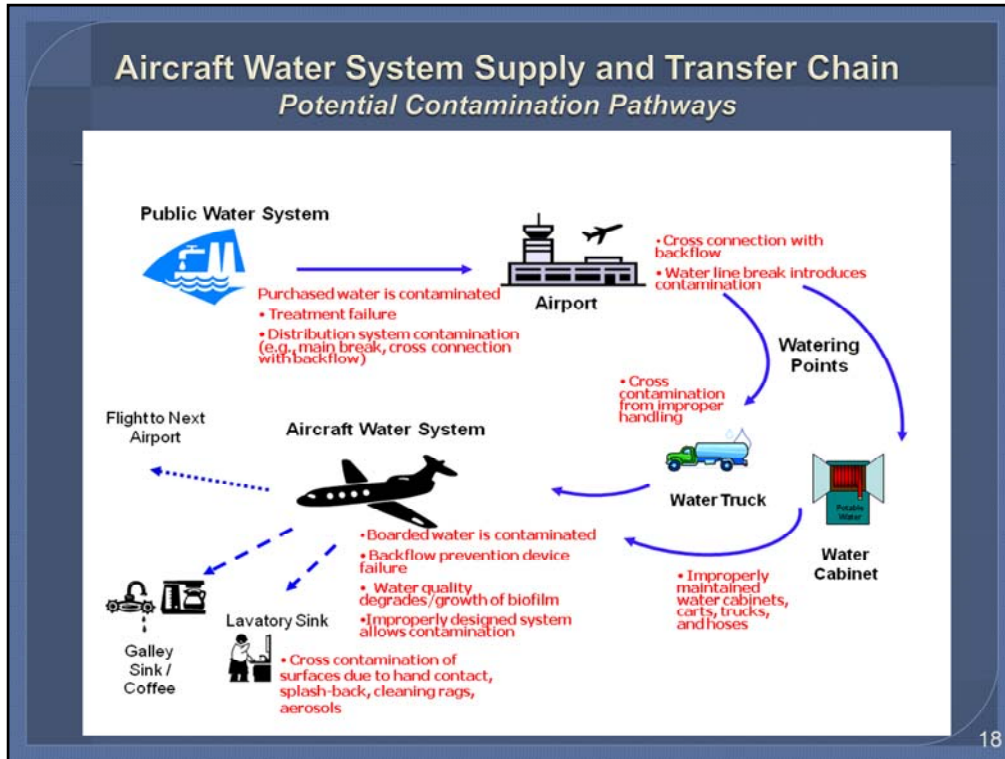 Aircraft Water System Supply and Transfer Chain
Potential Contamination Pathways
Public Water System
Purchased water is contaminated
• Treatment failure
• Distribution system contamination
(e.g., main break, cross connection
with backflow)
Airport
• Cross connection with
backflow
• Water line break introduces
contamination
Watering
Points
• Cross
contamination
from improper
handling
Water Truck
Potable
Water
Water
Cabinet
• Improperly
maintained
water cabinets,
carts, trucks,
and hoses
Aircraft Water System
Flight to Next
Airport
• Boarded water is contaminated
• Backflow prevention device
failure
• Water quality
degrades/growth of biofilm
• Improperly designed system
allows contamination
Galley
Sink /
Coffee
Lavatory Sink
• Cross contamination of
surfaces due to hand contact,
splash-back, cleaning rags,
aerosols
18